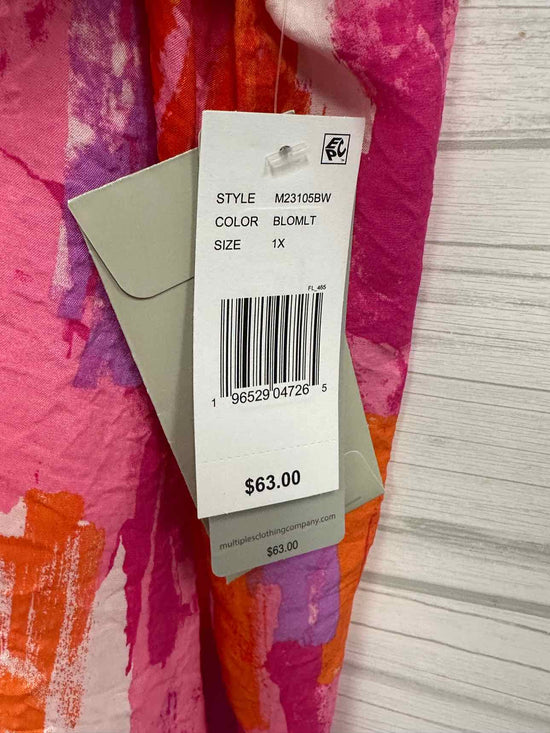 EPC
STYLE M23105BW
COLOR BLOMLT
SIZE 1X
FL_465
1 96529 04726 5
$63.00
multiplesclothingcompany.com
$63.00